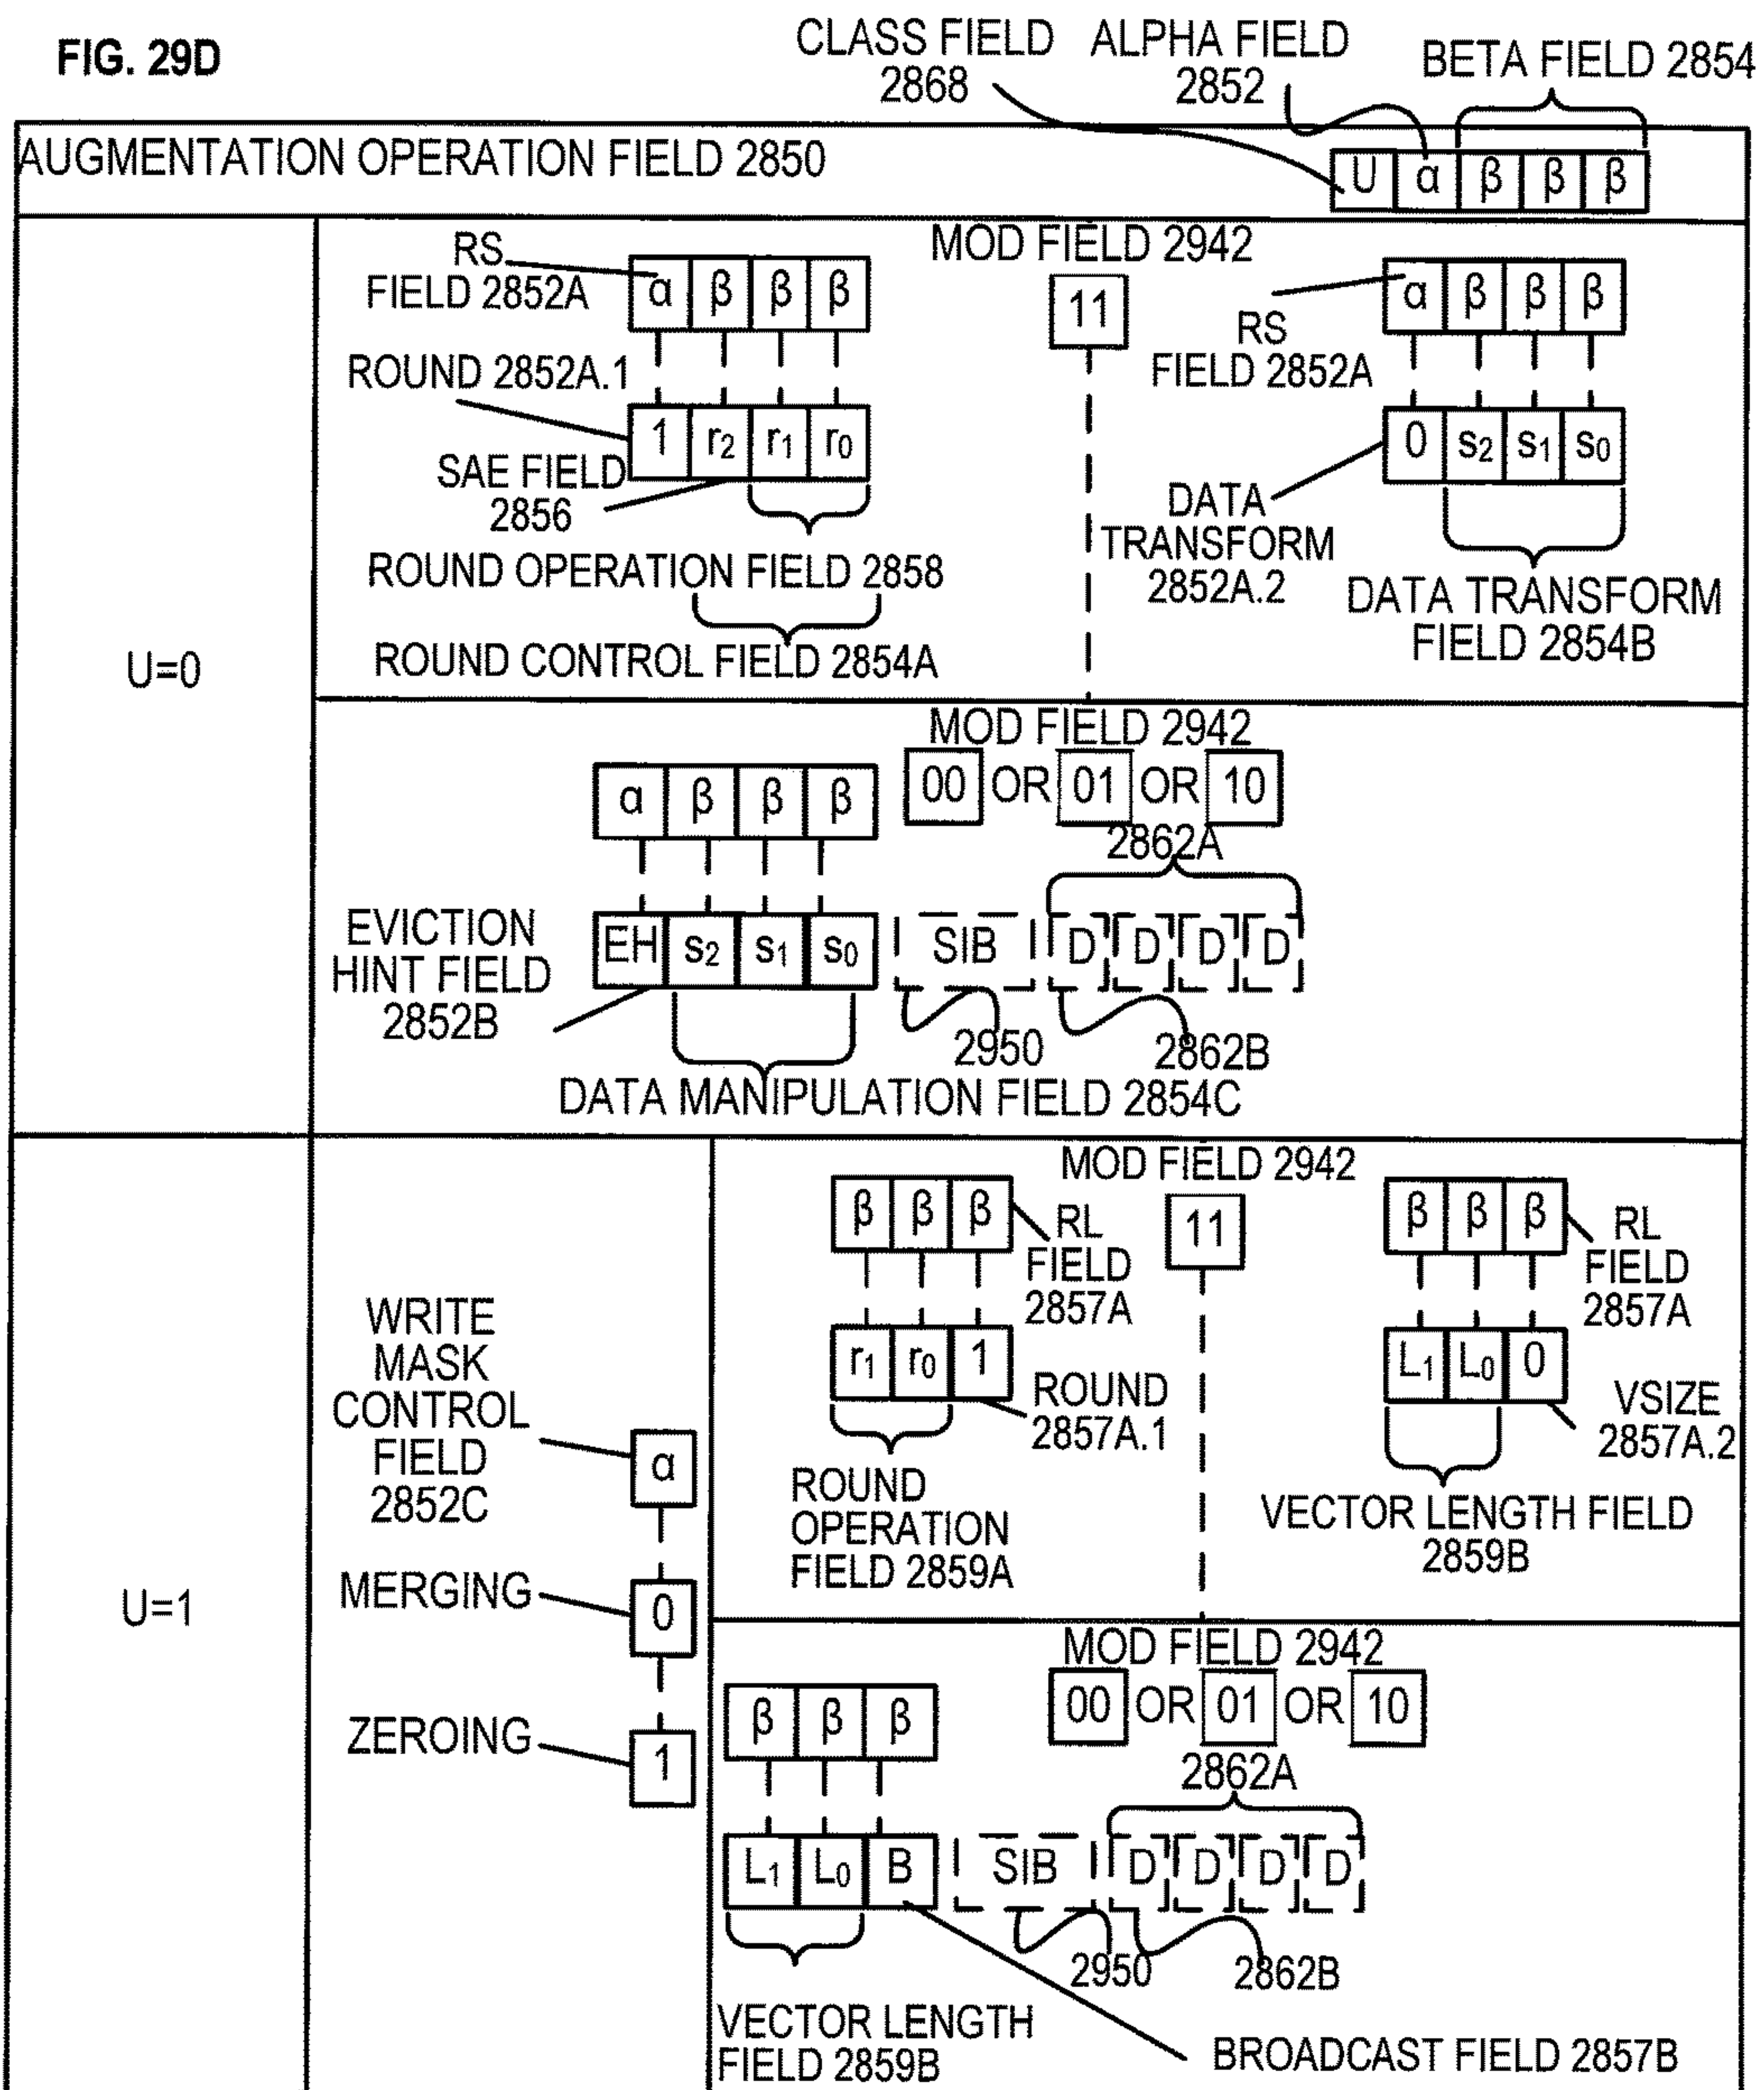 FIG. 29D
CLASS FIELD
2868
ALPHA FIELD
2852
BETA FIELD 2854
AUGMENTATION OPERATION FIELD 2850
U α β β β
U=0
MOD FIELD 2942
11
RS
FIELD 2852A
α β β β
ROUND 2852A.1
1 r2 r1 r0
SAE FIELD
2856
ROUND OPERATION FIELD 2858
ROUND CONTROL FIELD 2854A
α β β β
RS
FIELD 2852A
0 s2 s1 s0
DATA
TRANSFORM
2852A.2
DATA TRANSFORM
FIELD 2854B
MOD FIELD 2942
00 OR 01 OR 10
α β β β
2862A
EVICTION
HINT FIELD
2852B
EH s2 s1 s0 SIB D D D D
2950
2862B
DATA MANIPULATION FIELD 2854C
U=1
WRITE
MASK
CONTROL
FIELD
2852C
α
MERGING
0
ZEROING
1
MOD FIELD 2942
11
β β β
RL
FIELD
2857A
r1 r0 1
ROUND
2857A.1
ROUND
OPERATION
FIELD 2859A
β β β
RL
FIELD
2857A
L1 L0 0
VSIZE
2857A.2
VECTOR LENGTH FIELD
2859B
MOD FIELD 2942
00 OR 01 OR 10
β β β
2862A
L1 L0 B SIB D D D D
2950
2862B
VECTOR LENGTH
FIELD 2859B
BROADCAST FIELD 2857B